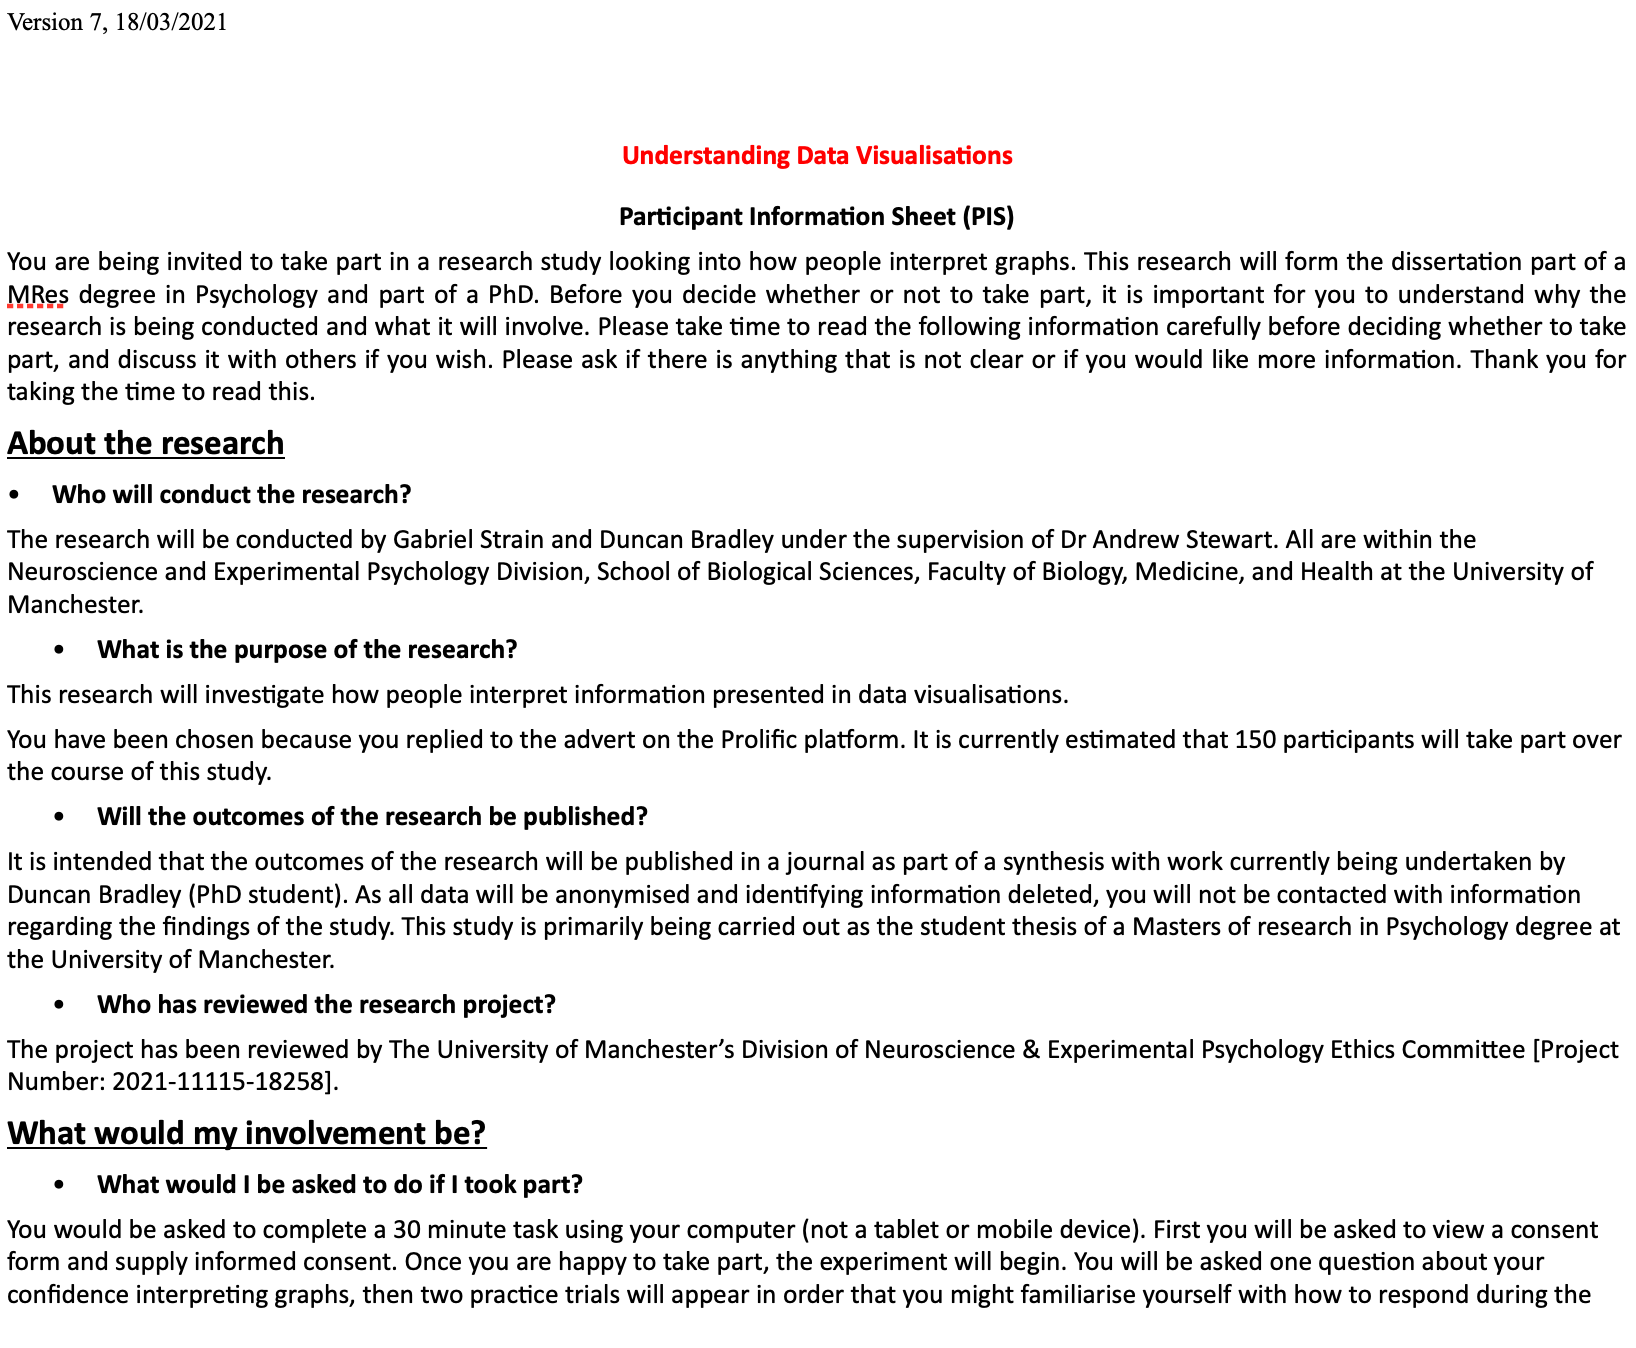 Version 7, 18/03/2021
Understanding Data Visualisations
Participant Information Sheet (PIS)
You are being invited to take part in a research study looking into how people interpret graphs. This research will form the dissertation part of a
MRes degree in Psychology and part of a PhD. Before you decide whether or not to take part, it is important for you to understand why the
research is being conducted and what it will involve. Please take time to read the following information carefully before deciding whether to take
part, and discuss it with others if you wish. Please ask if there is anything that is not clear or if you would like more information. Thank you for
taking the time to read this.
About the research
• Who will conduct the research?
The research will be conducted by Gabriel Strain and Duncan Bradley under the supervision of Dr Andrew Stewart. All are within the
Neuroscience and Experimental Psychology Division, School of Biological Sciences, Faculty of Biology, Medicine, and Health at the University of
Manchester.
• What is the purpose of the research?
This research will investigate how people interpret information presented in data visualisations.
You have been chosen because you replied to the advert on the Prolific platform. It is currently estimated that 150 participants will take part over
the course of this study.
• Will the outcomes of the research be published?
It is intended that the outcomes of the research will be published in a journal as part of a synthesis with work currently being undertaken by
Duncan Bradley (PhD student). As all data will be anonymised and identifying information deleted, you will not be contacted with information
regarding the findings of the study. This study is primarily being carried out as the student thesis of a Masters of research in Psychology degree at
the University of Manchester.
• Who has reviewed the research project?
The project has been reviewed by The University of Manchester’s Division of Neuroscience & Experimental Psychology Ethics Committee [Project
Number: 2021-11115-18258].
What would my involvement be?
• What would I be asked to do if I took part?
You would be asked to complete a 30 minute task using your computer (not a tablet or mobile device). First you will be asked to view a consent
form and supply informed consent. Once you are happy to take part, the experiment will begin. You will be asked one question about your
confidence interpreting graphs, then two practice trials will appear in order that you might familiarise yourself with how to respond during the